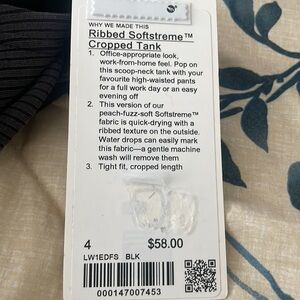 WHY WE MADE THIS
Ribbed Softstreme™
Cropped Tank
1. Office-appropriate look,
work-from-home feel. Pop on
this scoop-neck tank with your
favourite high-waisted pants
for a full work day or an easy
evening off
2. This version of our
peach-fuzz-soft Softstreme™
fabric is quick-drying with a
ribbed texture on the outside.
Water drops can easily mark
this fabric—a gentle machine
wash will remove them
3. Tight fit, cropped length
4 $58.00
LW1EDFS BLK
000147007453